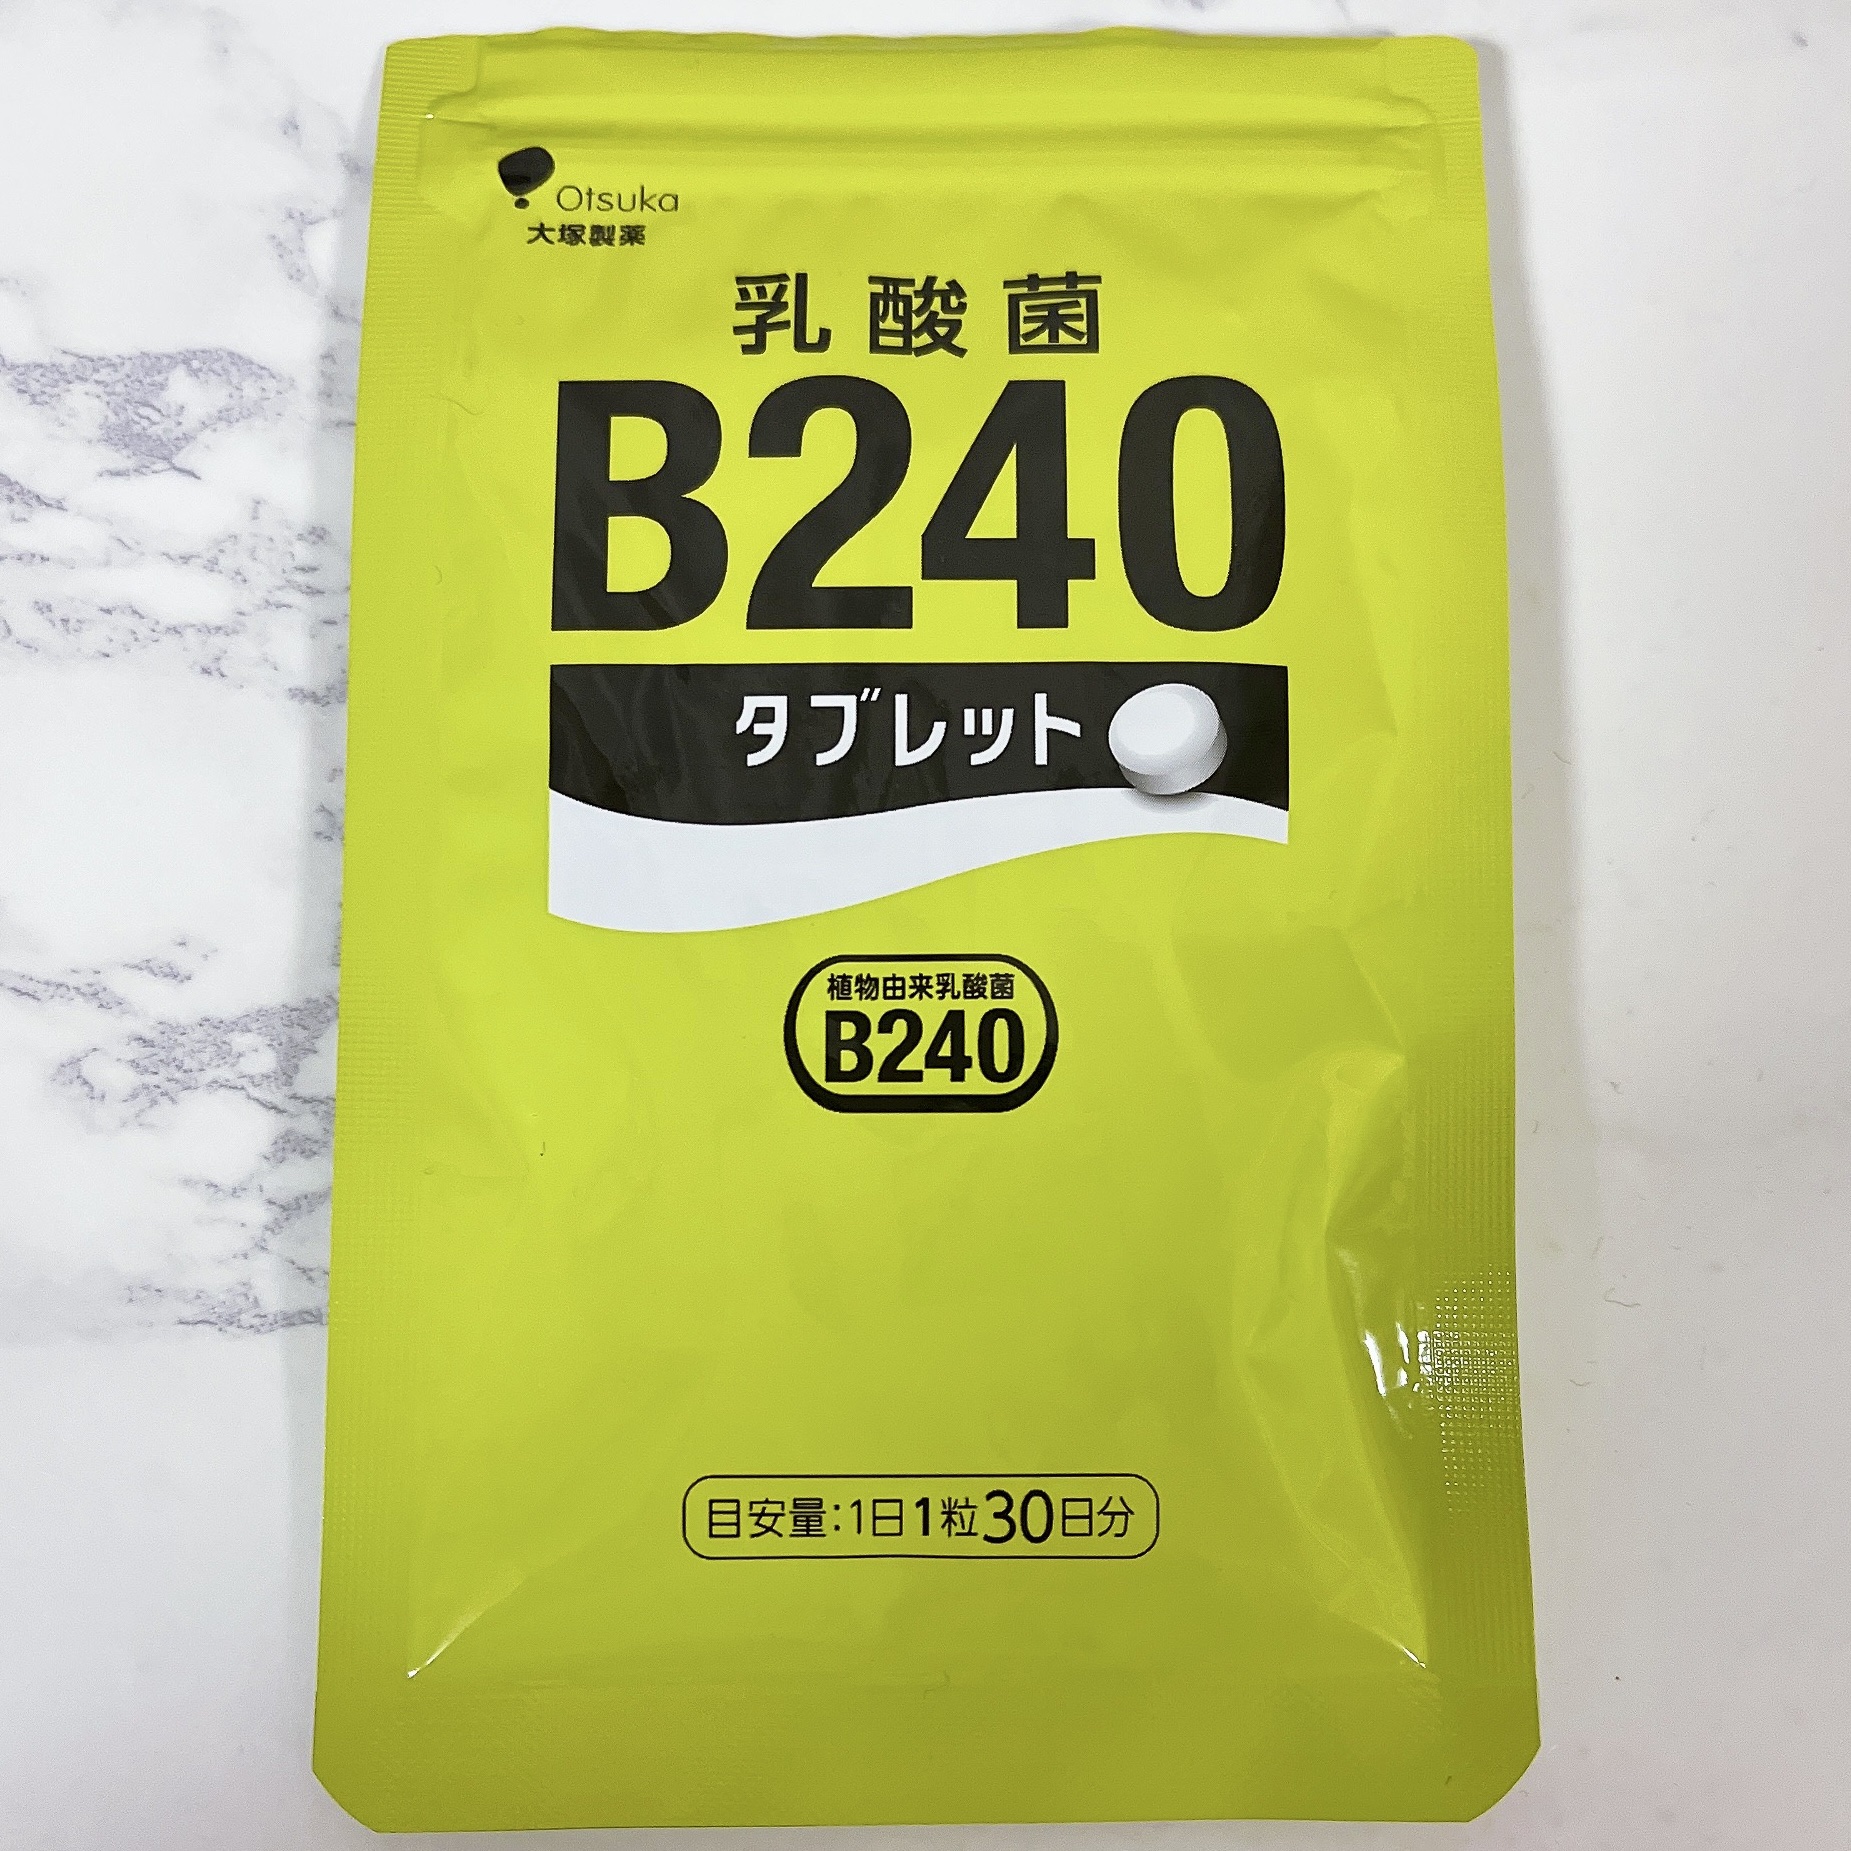 Otsuka
大塚製薬
乳酸菌
B240
タブレット
植物由来乳酸菌
B240
目安量:1日1粒30日分